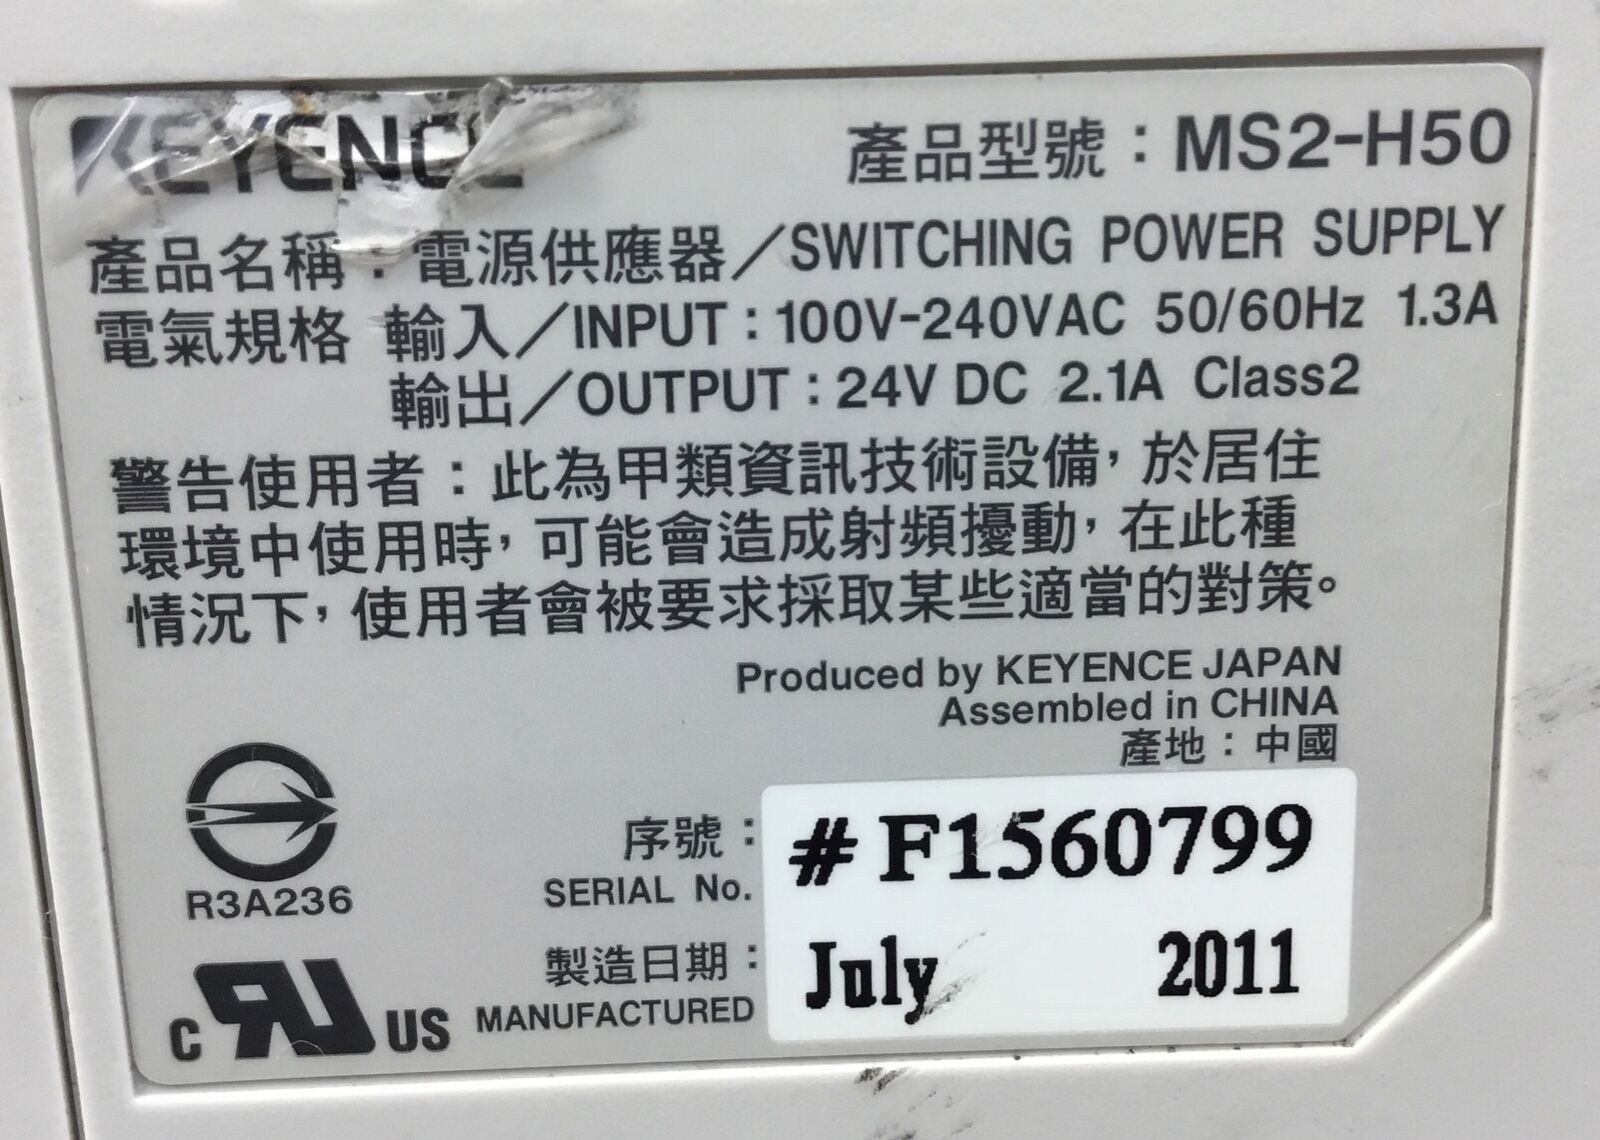 KEYENCE
產品型號：MS2-H50
產品名稱：電源供應器／SWITCHING POWER SUPPLY
電氣規格 輸入／INPUT：100V-240VAC 50/60Hz 1.3A
輸出／OUTPUT：24V DC 2.1A Class2
警告使用者：此為甲類資訊技術設備，於居住
環境中使用時，可能會造成射頻擾動，在此種
情況下，使用者會被要求採取某些適當的對策。
Produced by KEYENCE JAPAN
Assembled in CHINA
產地：中國
R3A236
序號：
SERIAL No.
#F1560799
製造日期：
MANUFACTURED
July 2011
C RU US